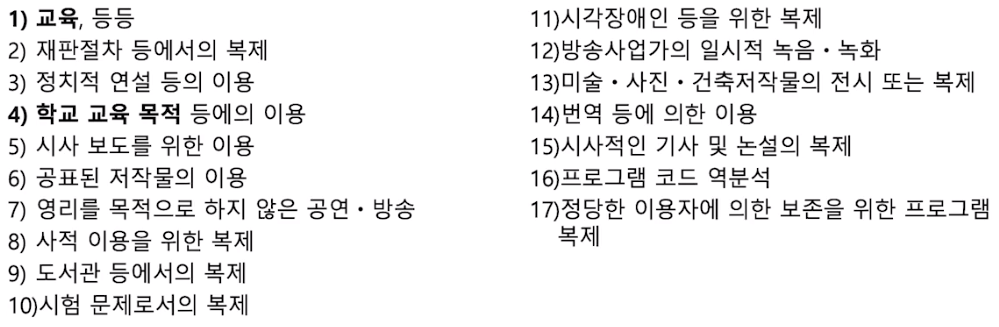 1) 교육, 등등
2) 재판절차 등에서의 복제
3) 정치적 연설 등의 이용
4) 학교 교육 목적 등에의 이용
5) 시사 보도를 위한 이용
6) 공표된 저작물의 이용
7) 영리를 목적으로 하지 않은 공연・방송
8) 사적 이용을 위한 복제
9) 도서관 등에서의 복제
10)시험 문제로서의 복제
11)시각장애인 등을 위한 복제
12)방송사업가의 일시적 녹음・녹화
13)미술・사진・건축저작물의 전시 또는 복제
14)번역 등에 의한 이용
15)시사적인 기사 및 논설의 복제
16)프로그램 코드 역분석
17)정당한 이용자에 의한 보존을 위한 프로그램
복제